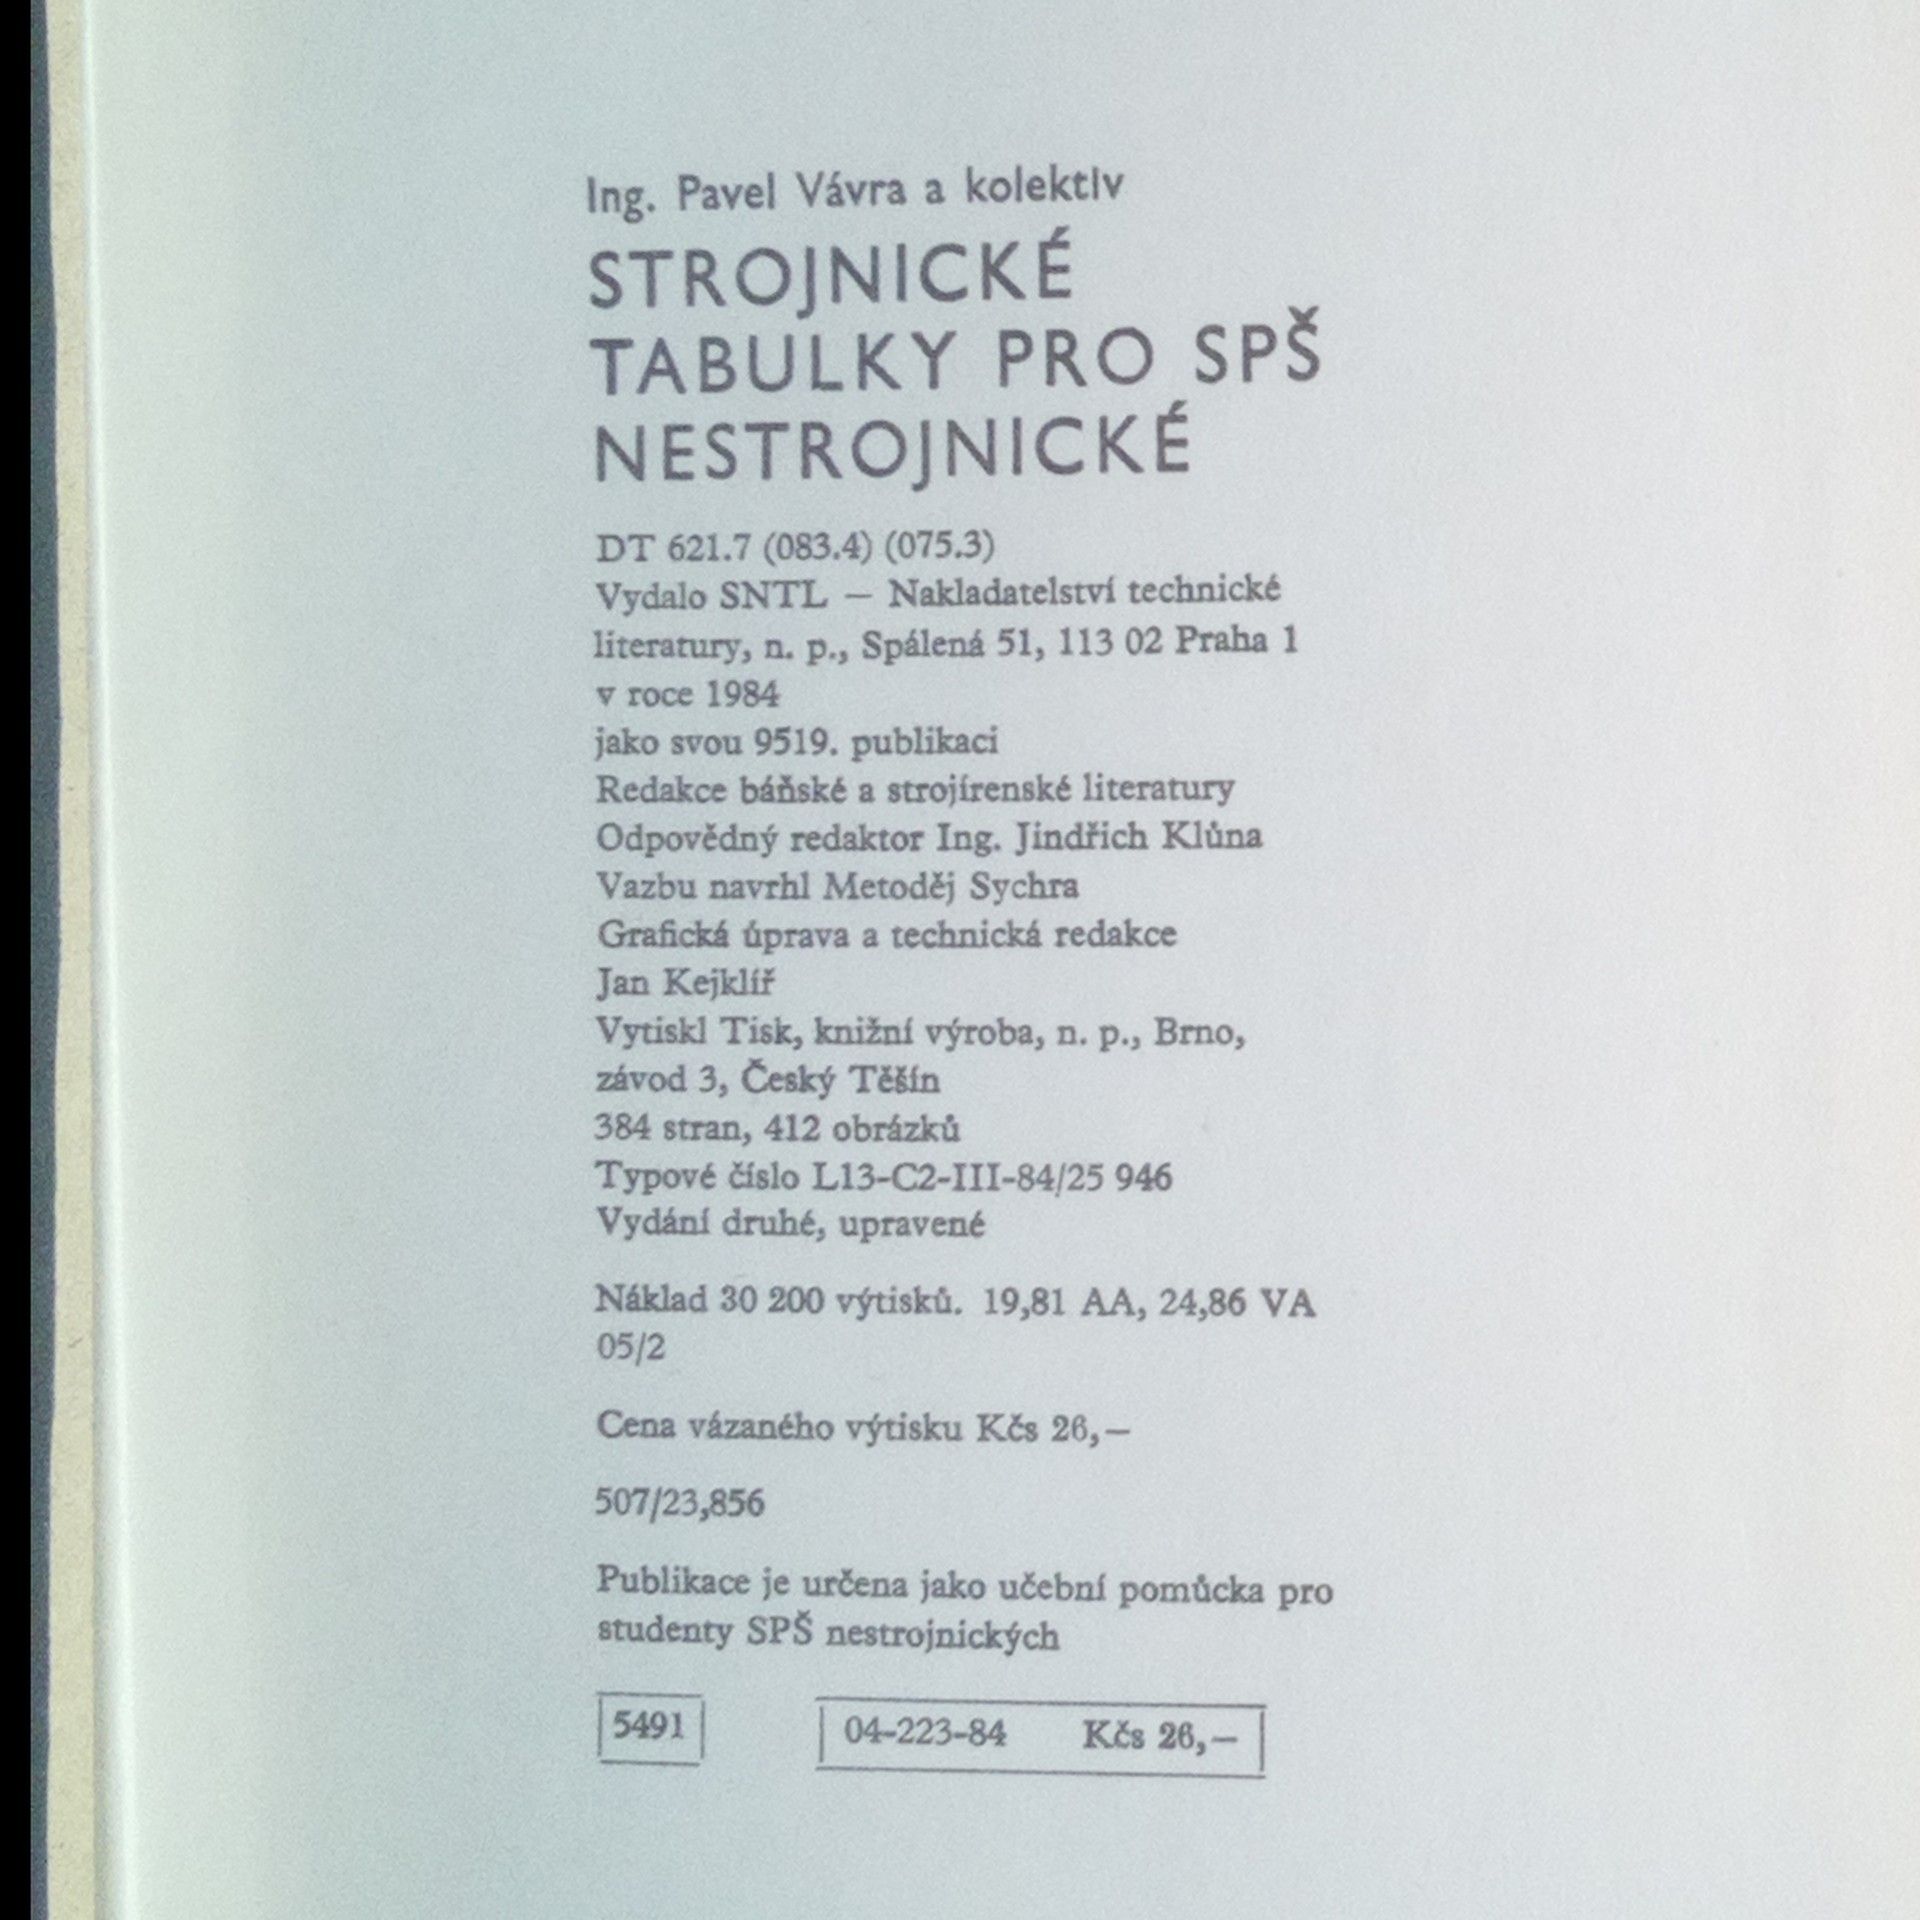 Ing. Pavel Vávra a kolektiv
STROJNICKÉ
TABULKY PRO SPŠ
NESTROJNICKÉ
DT 621.7 (083.4) (075.3)
Vydalo SNTL — Nakladatelství technické
literatury, n. p., Spálená 51, 113 02 Praha 1
v roce 1984
jako svou 9519. publikaci
Redakce báňské a strojírenské literatury
Odpovědný redaktor Ing. Jindřich Klůna
Vazbu navrhl Metoděj Sychra
Grafická úprava a technická redakce
Jan Kejklíř
Vytiskl Tisk, knižní výroba, n. p., Brno,
závod 3, Český Těšín
384 stran, 412 obrázků
Typové číslo L13-C2-III-84/25 946
Vydání druhé, upravené
Náklad 30 200 výtisků. 19,81 AA, 24,86 VA
05/2
Cena vázaného výtisku Kčs 26,—
507/23,856
Publikace je určena jako učební pomůcka pro
studenty SPŠ nestrojnických
5491 04-223-84 Kčs 26,—